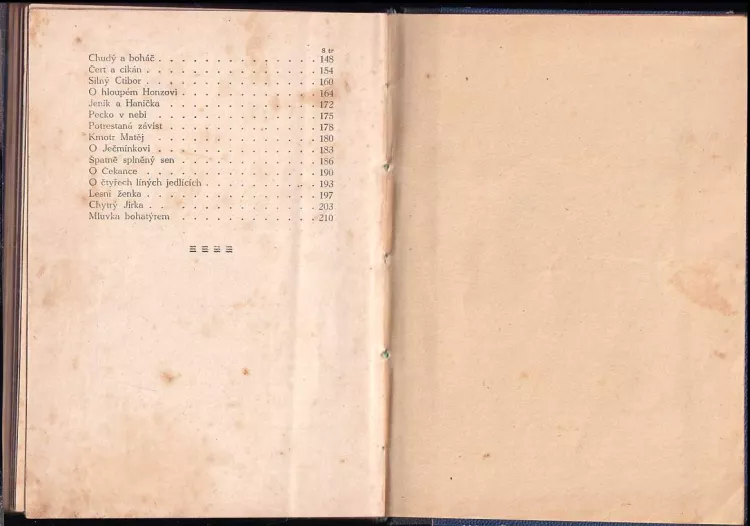 Str
Chudý a boháč . . . . . . . . . . . . . . 148
Čert a cikán . . . . . . . . . . . . . . . 154
Silný Ctibor . . . . . . . . . . . . . . . 160
O hloupém Honzovi . . . . . . . . . . . . 164
Jeník a Hanička . . . . . . . . . . . . . . 172
Pecko v nebi . . . . . . . . . . . . . . 175
Potrestaná závist . . . . . . . . . . . . . 178
Kmotr Matěj . . . . . . . . . . . . . . 180
O Ječmínkovi . . . . . . . . . . . . . . 183
Špatně splněný sen . . . . . . . . . . . . 186
O Čekance . . . . . . . . . . . . . . . 190
O čtyřech líných jedlících . . . . . . . . . . 193
Lesní ženka . . . . . . . . . . . . . . . 197
Chytrý Jirka . . . . . . . . . . . . . . . 203
Mluvka bohatýrem . . . . . . . . . . . . 210